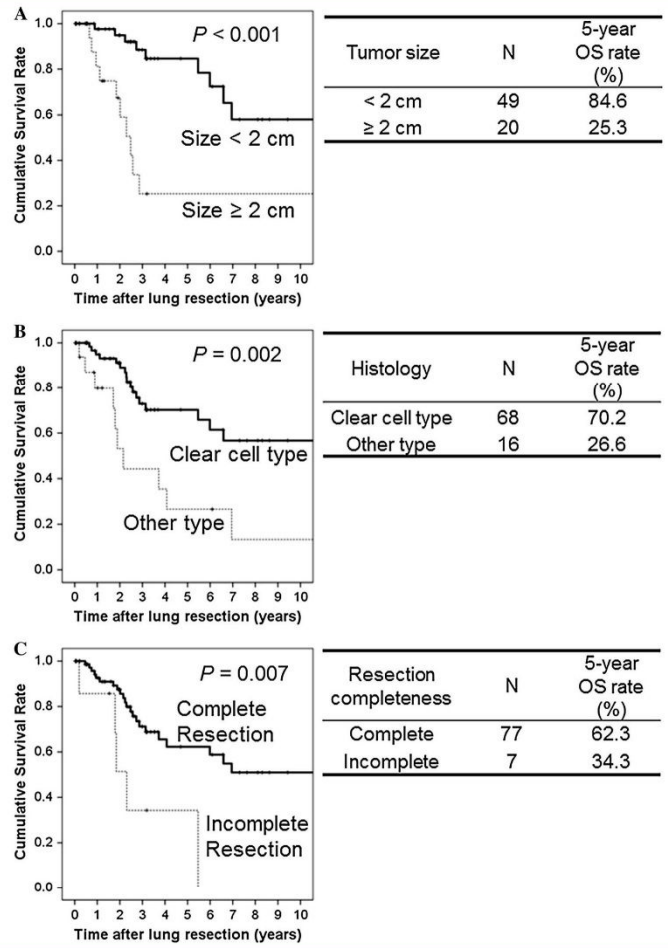 A
Cumulative Survival Rate
1.0
0.8
0.6
0.4
0.2
0.0
P < 0.001
Size < 2 cm
Size ≥ 2 cm
0 1 2 3 4 5 6 7 8 9 10
Time after lung resection (years)
Tumor size N 5-year
OS rate
(%)
< 2 cm 49 84.6
≥ 2 cm 20 25.3
B
Cumulative Survival Rate
1.0
0.8
0.6
0.4
0.2
0.0
P = 0.002
Clear cell type
Other type
0 1 2 3 4 5 6 7 8 9 10
Time after lung resection (years)
Histology N 5-year
OS rate
(%)
Clear cell type 68 70.2
Other type 16 26.6
C
Cumulative Survival Rate
1.0
0.8
0.6
0.4
0.2
0.0
P = 0.007
Complete
Resection
Incomplete
Resection
0 1 2 3 4 5 6 7 8 9 10
Time after lung resection (years)
Resection
completeness N 5-year
OS rate
(%)
Complete 77 62.3
Incomplete 7 34.3